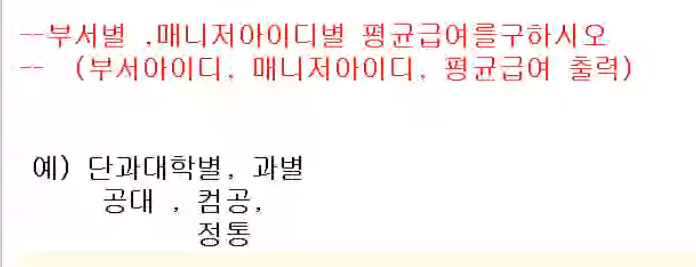 --부서별 ,매니저아이디별 평균급여를구하시오
-- (부서아이디, 매니저아이디, 평균급여 출력)
예) 단과대학별, 과별
공대 , 컴공,
정통